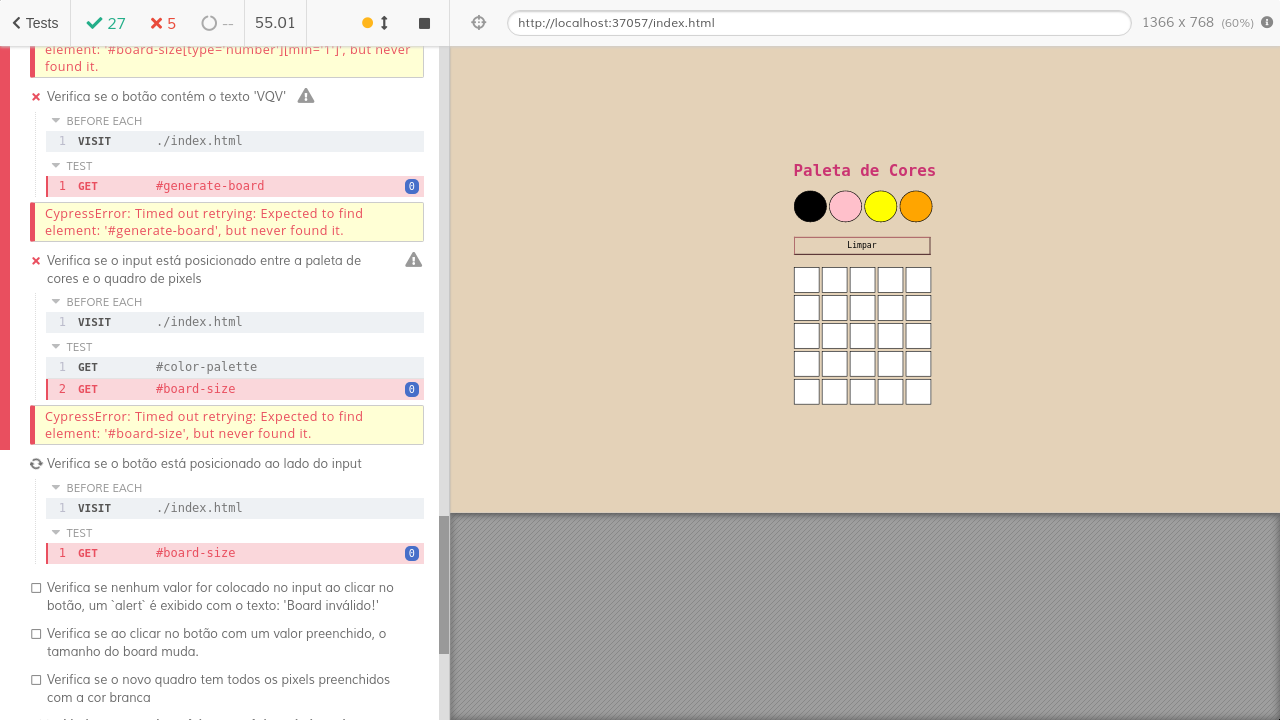 Tests
27
5
--
55.01
http://localhost:37057/index.html
1366 x 768 (60%)
element: '#board-size[type='number'][min='1']', but never
found it.
Verifica se o botão contém o texto 'VQV'
BEFORE EACH
1 VISIT ./index.html
TEST
1 GET #generate-board 0
CypressError: Timed out retrying: Expected to find
element: '#generate-board', but never found it.
Verifica se o input está posicionado entre a paleta de
cores e o quadro de pixels
BEFORE EACH
1 VISIT ./index.html
TEST
1 GET #color-palette
2 GET #board-size 0
CypressError: Timed out retrying: Expected to find
element: '#board-size', but never found it.
Verifica se o botão está posicionado ao lado do input
BEFORE EACH
1 VISIT ./index.html
TEST
1 GET #board-size 0
Verifica se nenhum valor for colocado no input ao clicar no
botão, um `alert` é exibido com o texto: 'Board inválido!'
Verifica se ao clicar no botão com um valor preenchido, o
tamanho do board muda.
Verifica se o novo quadro tem todos os pixels preenchidos
com a cor branca
Paleta de Cores
Limpar